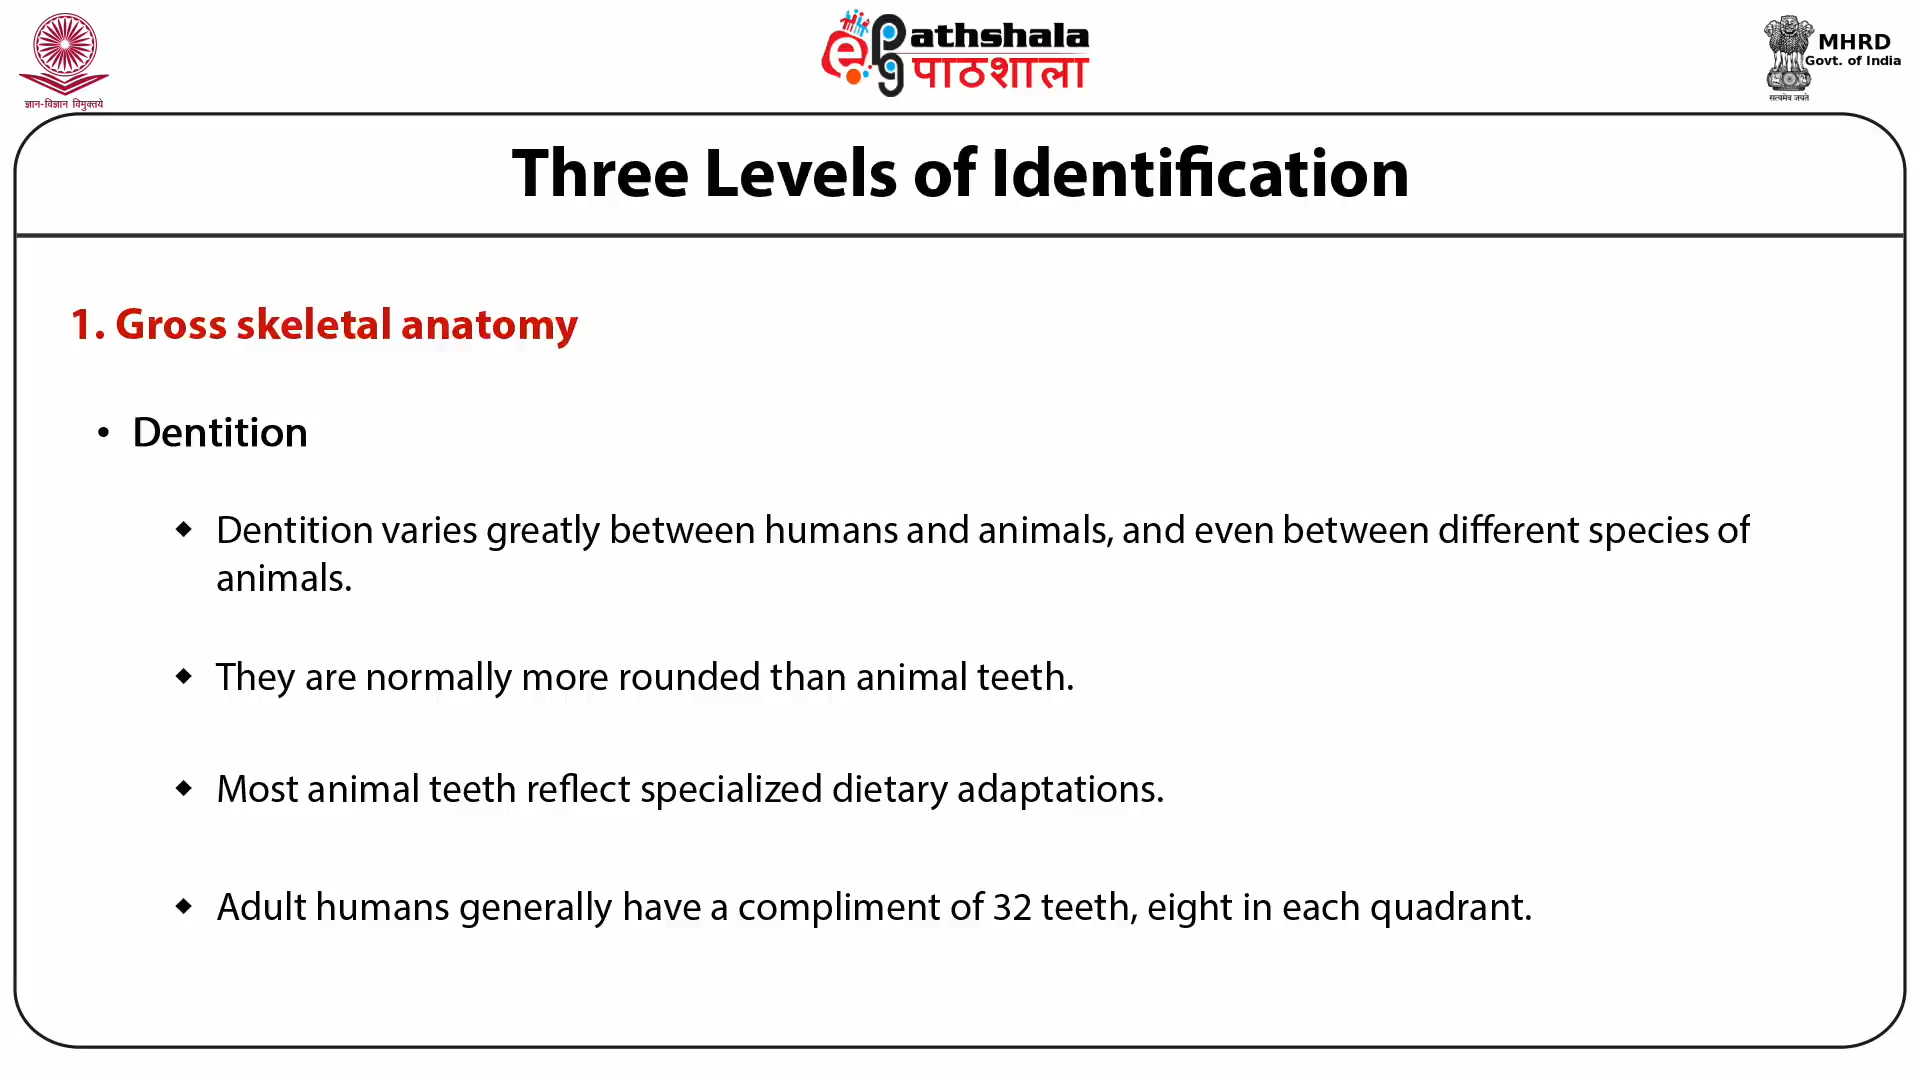 ज्ञान-विज्ञान विमुक्तये
ePathshala
पाठशाला
MHRD
Govt. of India
सत्यमेव जयते
Three Levels of Identification
1. Gross skeletal anatomy
• Dentition
◆ Dentition varies greatly between humans and animals, and even between different species of
animals.
◆ They are normally more rounded than animal teeth.
◆ Most animal teeth reflect specialized dietary adaptations.
◆ Adult humans generally have a compliment of 32 teeth, eight in each quadrant.